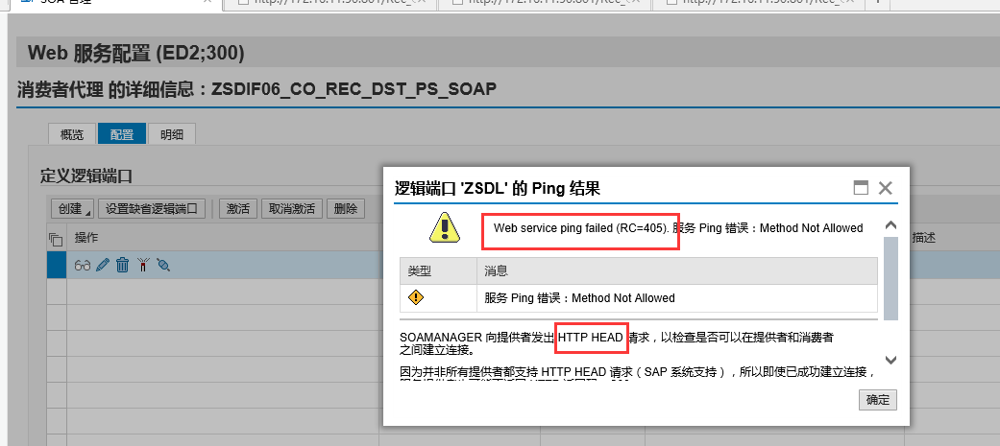 Web 服务配置 (ED2;300)
消费者代理 的详细信息：ZSDIF06_CO_REC_DST_PS_SOAP
概览 配置 明细
定义逻辑端口
创建 设置缺省逻辑端口 激活 取消激活 删除
操作
描述
逻辑端口 'ZSDL' 的 Ping 结果
Web service ping failed (RC=405). 服务 Ping 错误：Method Not Allowed
类型 消息
服务 Ping 错误：Method Not Allowed
SOAMANAGER 向提供者发出 HTTP HEAD 请求，以检查是否可以在提供者和消费者
之间建立连接。
因为并非所有提供者都支持 HTTP HEAD 请求（SAP 系统支持），所以即使已成功建立连接，
确定